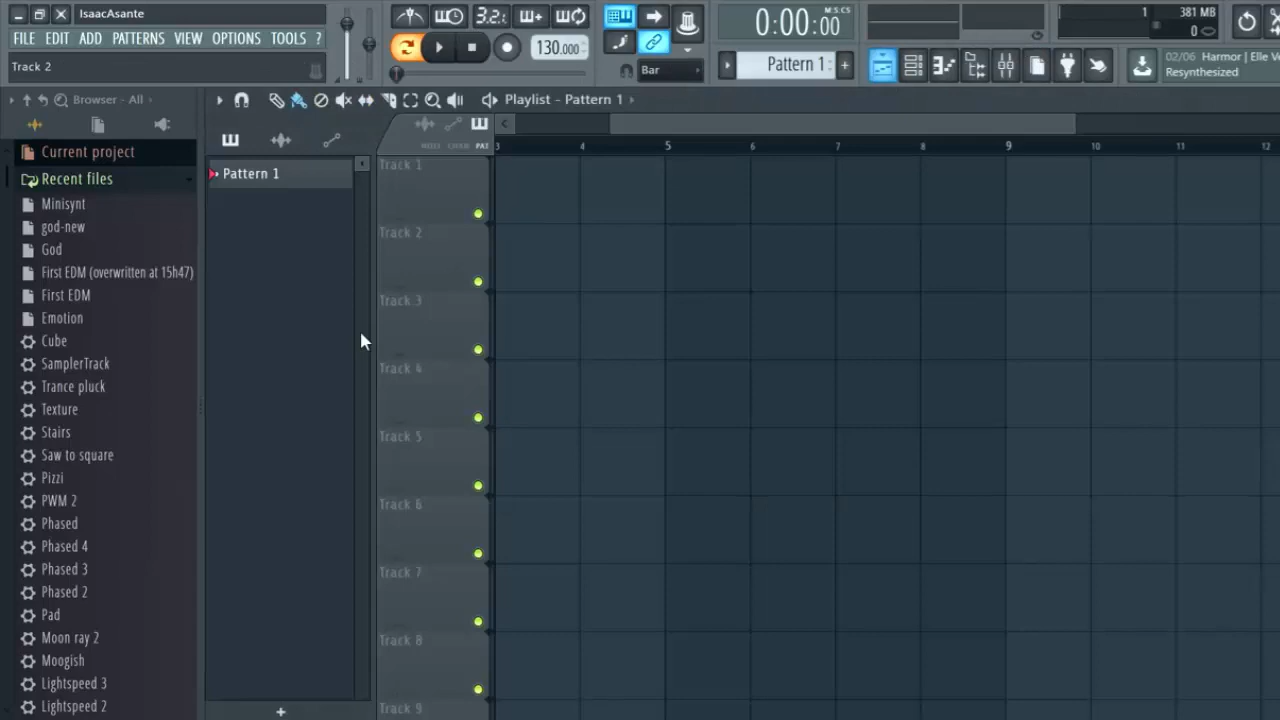 IsaacAsante
FILE EDIT ADD PATTERNS VIEW OPTIONS TOOLS ?
Track 2
3.2:
130.000
Bar
0:00:00
M:S:CS
Pattern 1
1
381 MB
0
02/06 Harmor | Elle V
Resynthesized
Browser - All
Playlist - Pattern 1
Current project
Recent files
Minisynt
god-new
God
First EDM (overwritten at 15h47)
First EDM
Emotion
Cube
SamplerTrack
Trance pluck
Texture
Stairs
Saw to square
Pizzi
PWM 2
Phased
Phased 4
Phased 3
Phased 2
Pad
Moon ray 2
Moogish
Lightspeed 3
Lightspeed 2
Pattern 1
PAT
3 4 5 6 7 8 9 10 11 12
Track 1
Track 2
Track 3
Track 4
Track 5
Track 6
Track 7
Track 8
Track 9